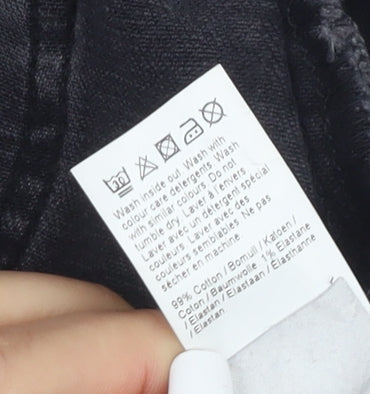 Wash inside out. Wash with
colour care detergents. Wash
with similar colours. Do not
tumble dry. Laver à l'envers.
Laver avec un détergent spécial
couleurs. Laver avec des
couleurs semblables. Ne pas
sécher en machine.
99% Cotton / Bomull / Katoen /
Coton / Baumwolle 1% Elastane
/ Elastan / Elastaan / Elasthanne
/ Elastan